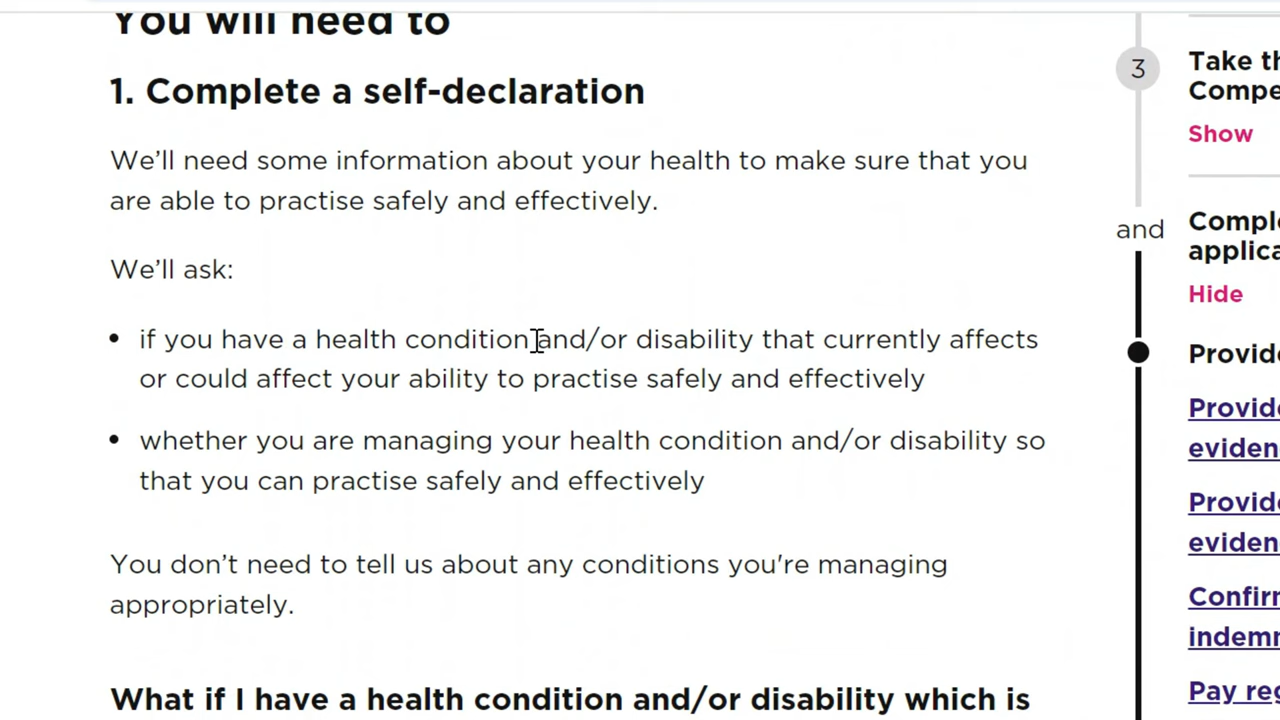 You will need to
1. Complete a self-declaration
We’ll need some information about your health to make sure that you
are able to practise safely and effectively.
We’ll ask:
• if you have a health condition and/or disability that currently affects
or could affect your ability to practise safely and effectively
• whether you are managing your health condition and/or disability so
that you can practise safely and effectively
You don’t need to tell us about any conditions you're managing
appropriately.
What if I have a health condition and/or disability which is
3
Take th
Compe
Show
and
Comple
applica
Hide
Provide
Provide
eviden
Provide
eviden
Confirm
indemn
Pay reg